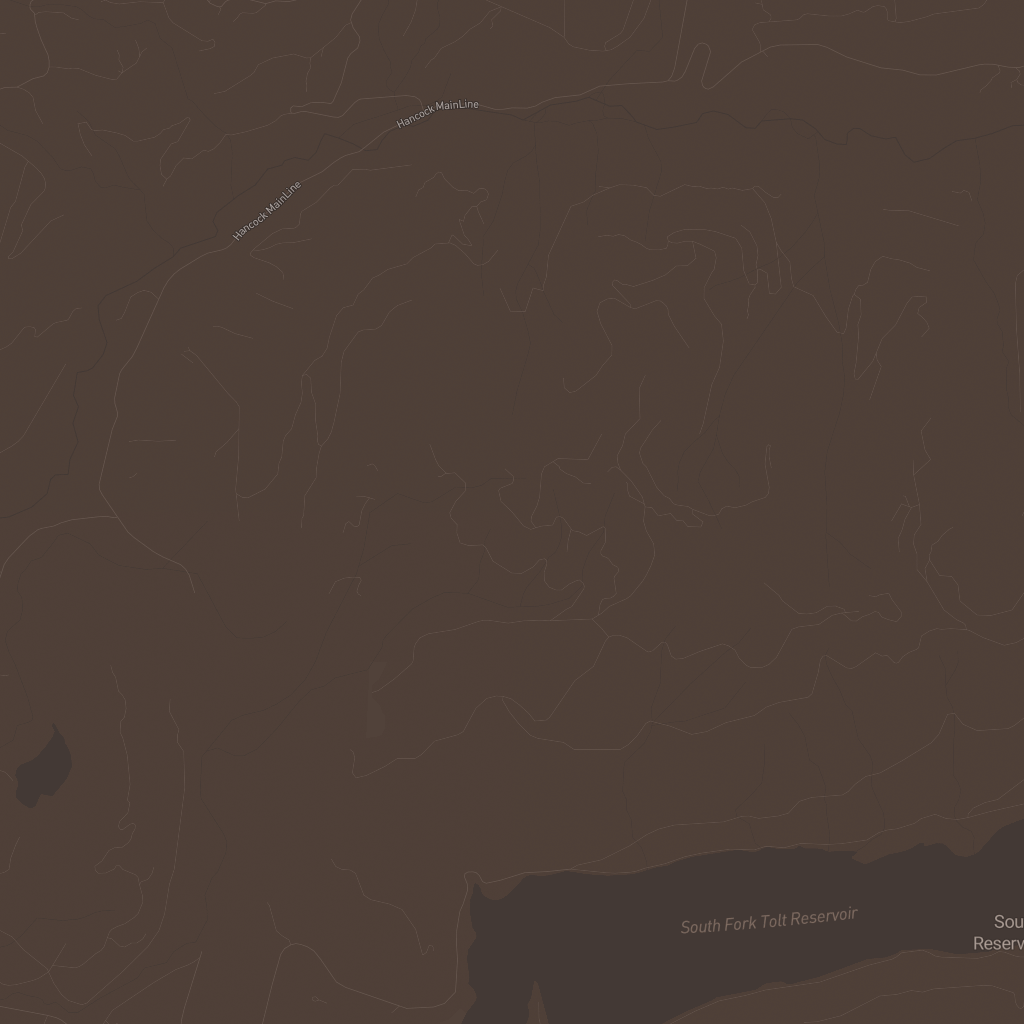 Hancock MainLine
Hancock MainLine
South Fork Tolt Reservoir
Sou
Reserv